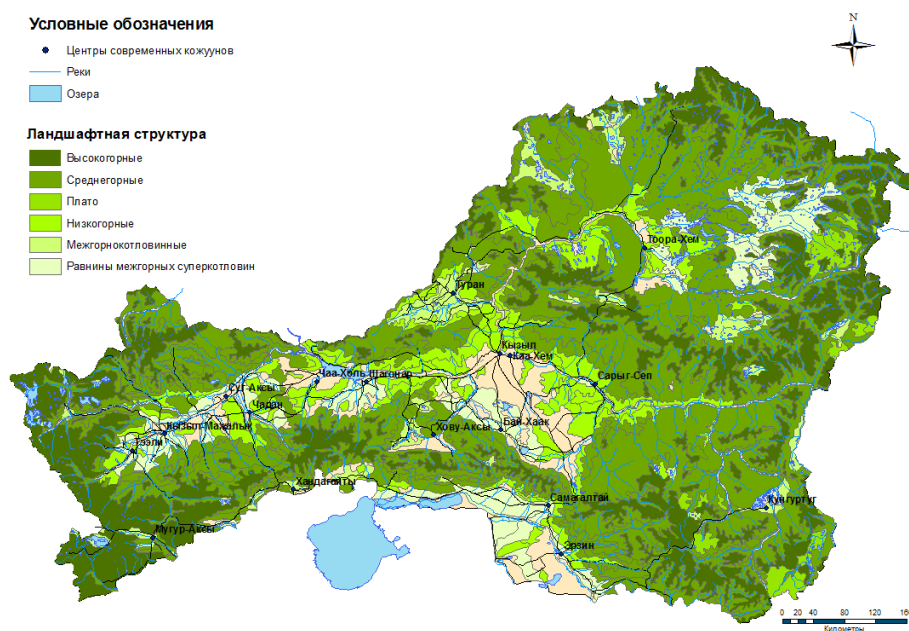 Условные обозначения
Центры современных кожуунов
Реки
Озера
Ландшафтная структура
Высокогорные
Среднегорные
Плато
Низкогорные
Межгорнокотловинные
Равнины межгорных суперкотловин
N
Тоора-Хем
Туран
Кызыл
Каа-Хем
Сарыг-Сеп
Чаа-Холь
Шагонар
Суг-Аксы
Чадан
Кызыл-Мажалык
Тээли
Хову-Аксы
Бай-Хаак
Хандагайты
Самагалтай
Кунгуртуг
Мугур-Аксы
Эрзин
0 20 40 80 120 160
Километры